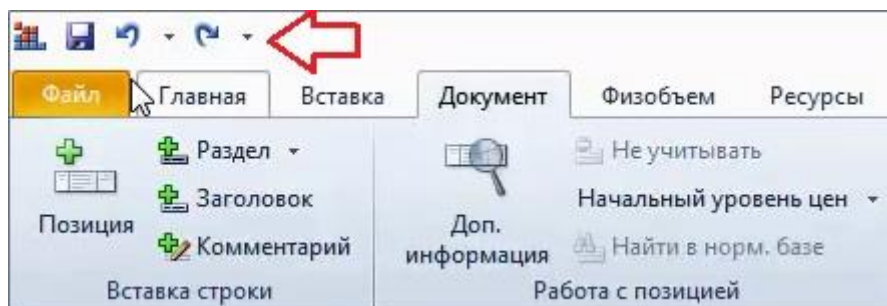 Файл Главная Вставка Документ Физобъем Ресурсы
Позиция
Раздел
Заголовок
Комментарий
Вставка строки
Доп.
информация
Не учитывать
Начальный уровень цен
Найти в норм. базе
Работа с позицией